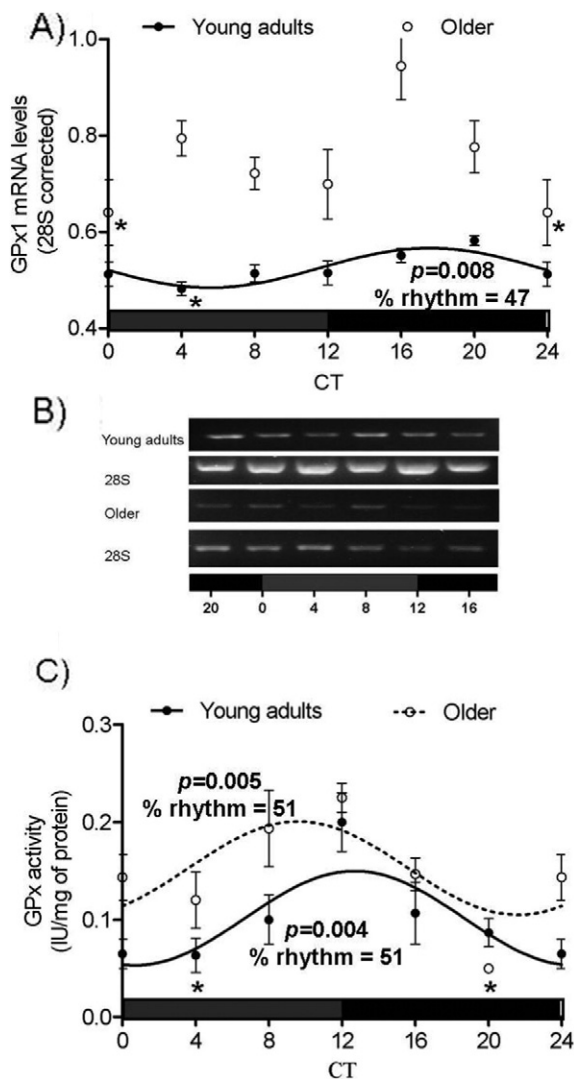 A)
Young adults Older
GPx1 mRNA levels
(28S corrected)
1.0
0.8
0.6
0.4
*
*
*
p=0.008
% rhythm = 47
0 4 8 12 16 20 24
CT
B)
Young adults
28S
Older
28S
20 0 4 8 12 16
C)
Young adults Older
GPx activity
(IU/mg of protein)
0.3
0.2
0.1
0.0
p=0.005
% rhythm = 51
p=0.004
% rhythm = 51
* *
0 4 8 12 16 20 24
CT